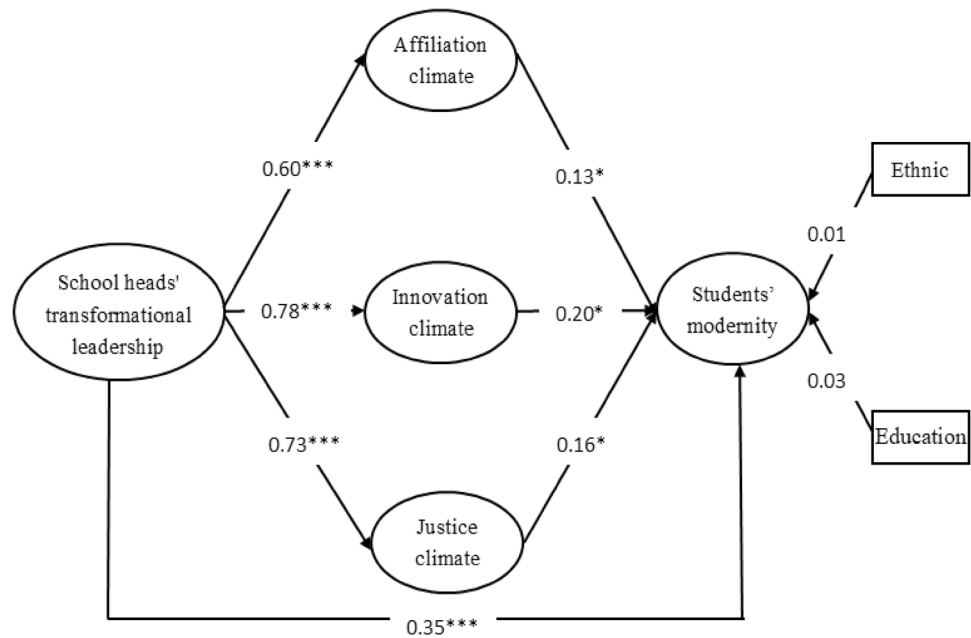 Affiliation
climate
0.60***
0.13*
Ethnic
0.01
School heads'
transformational
leadership
0.78***
Innovation
climate
0.20*
Students’
modernity
0.03
0.73***
0.16*
Education
Justice
climate
0.35***